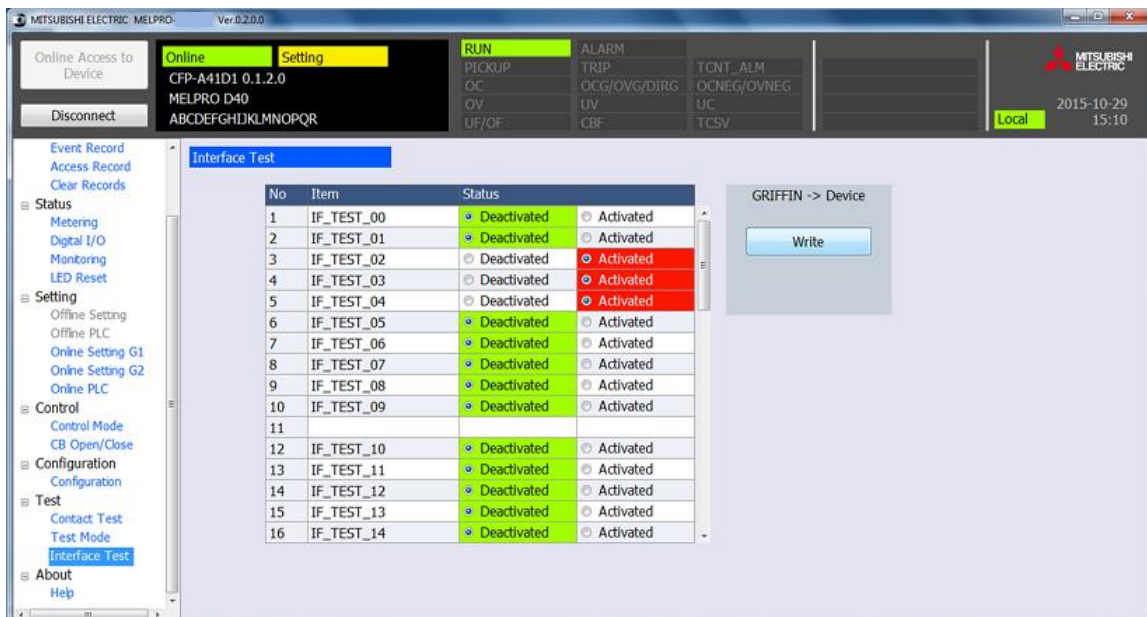 MITSUBISHI ELECTRIC MELPRO- Ver.0.2.0.0
Online Access to Device
Disconnect
Online Setting
CFP-A41D1 0.1.2.0
MELPRO D40
ABCDEFGHIJKLMNOPQR
RUN ALARM
PICKUP TRIP TCNT_ALM
OC OCG/OVG/DIRG OCNEG/OVNEG
OV UV UC
UF/OF CBF TCSV
MITSUBISHI ELECTRIC
2015-10-29
Local 15:10
Event Record
Access Record
Clear Records
Status
Metering
Digital I/O
Monitoring
LED Reset
Setting
Offline Setting
Offline PLC
Online Setting G1
Online Setting G2
Online PLC
Control
Control Mode
CB Open/Close
Configuration
Configuration
Test
Contact Test
Test Mode
Interface Test
About
Help
Interface Test
No Item Status
1 IF_TEST_00 Deactivated Activated
2 IF_TEST_01 Deactivated Activated
3 IF_TEST_02 Deactivated Activated
4 IF_TEST_03 Deactivated Activated
5 IF_TEST_04 Deactivated Activated
6 IF_TEST_05 Deactivated Activated
7 IF_TEST_06 Deactivated Activated
8 IF_TEST_07 Deactivated Activated
9 IF_TEST_08 Deactivated Activated
10 IF_TEST_09 Deactivated Activated
11
12 IF_TEST_10 Deactivated Activated
13 IF_TEST_11 Deactivated Activated
14 IF_TEST_12 Deactivated Activated
15 IF_TEST_13 Deactivated Activated
16 IF_TEST_14 Deactivated Activated
GRIFFIN -> Device
Write